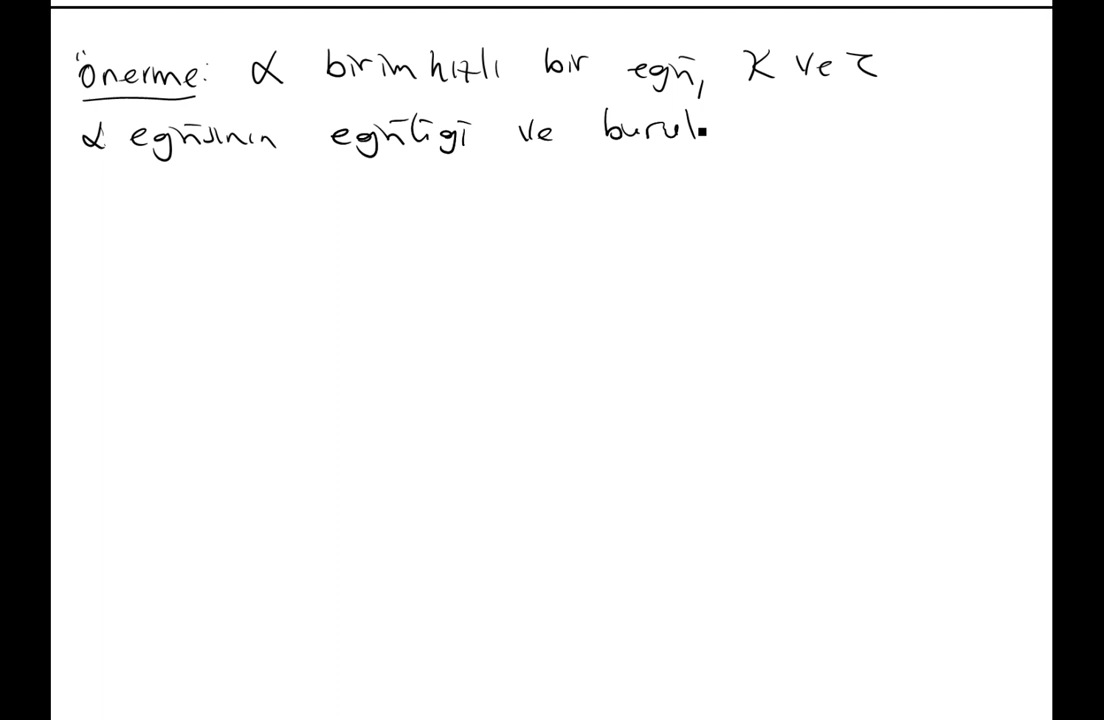 Önerme: α birim hızlı bir eğri, κ ve τ
α eğrisinin eğriliği ve burul